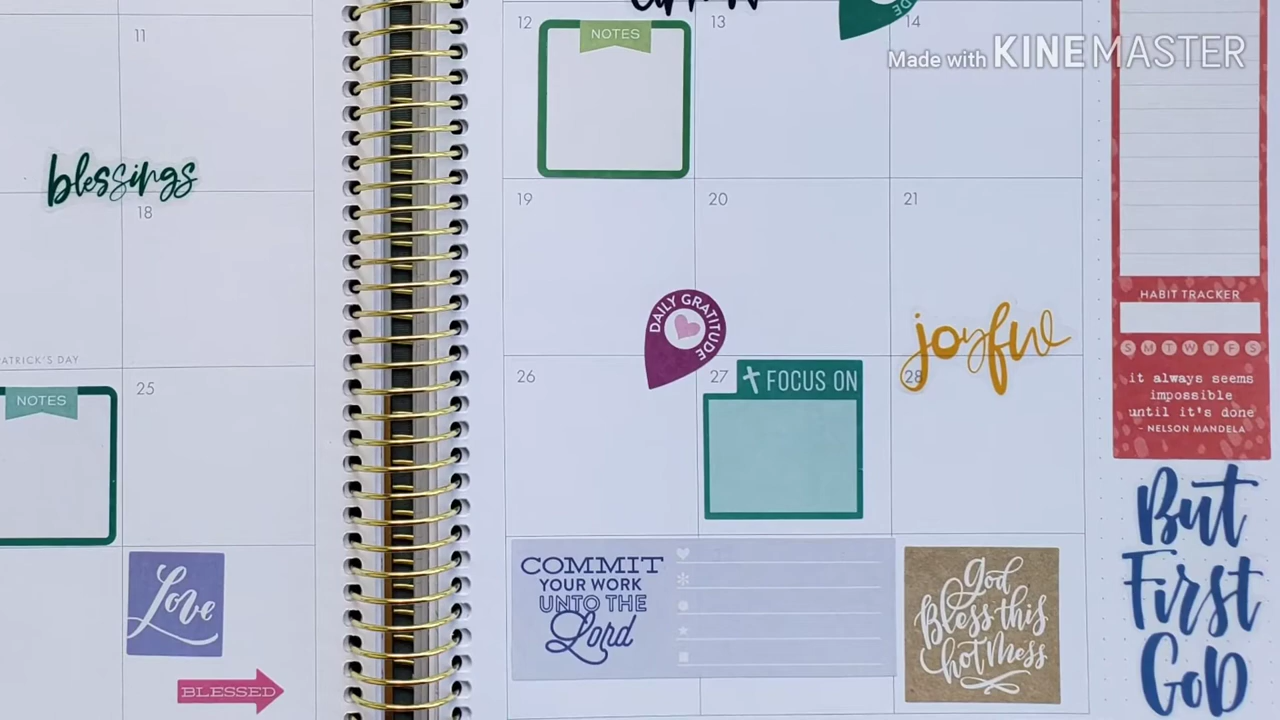 11
blessings
18
ATRICK'S DAY
NOTES
25
Love
BLESSED
12
NOTES
13
14
Made with KINEMASTER
19
20
21
DAILY GRATITUDE
joyful
26
27
FOCUS ON
28
COMMIT
YOUR WORK
UNTO THE
Lord
God
Bless this
hot Mess
HABIT TRACKER
S M T W T F S
it always seems
impossible
until it's done
- NELSON MANDELA
But
First
GOD